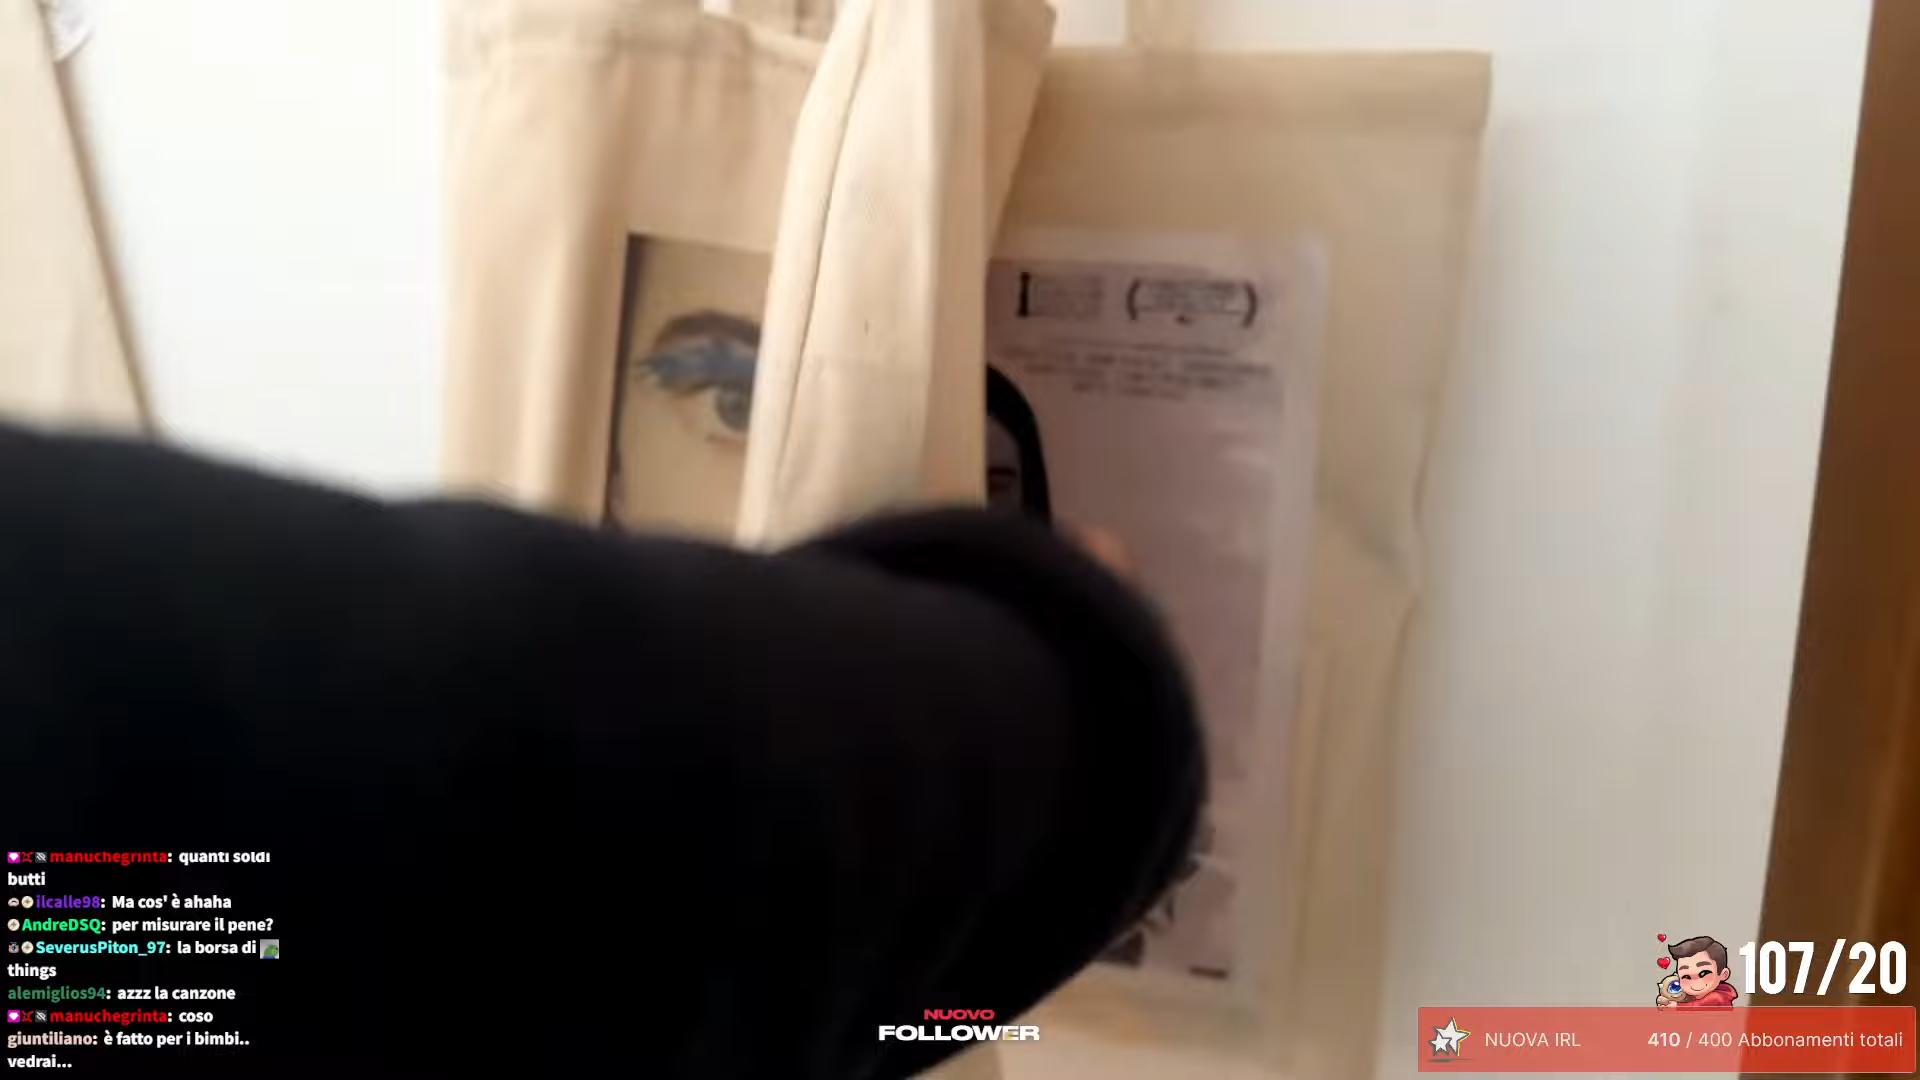 manuchegrinta: quanti soldi
butti
ilcalle98: Ma cos' è ahaha
AndreDSQ: per misurare il pene?
SeverusPiton_97: la borsa di
things
alemiglios94: azzz la canzone
manuchegrinta: coso
giuntiliano: è fatto per i bimbi..
vedrai...
NUOVO
FOLLOWER
107/20
NUOVA IRL 410 / 400 Abbonamenti totali